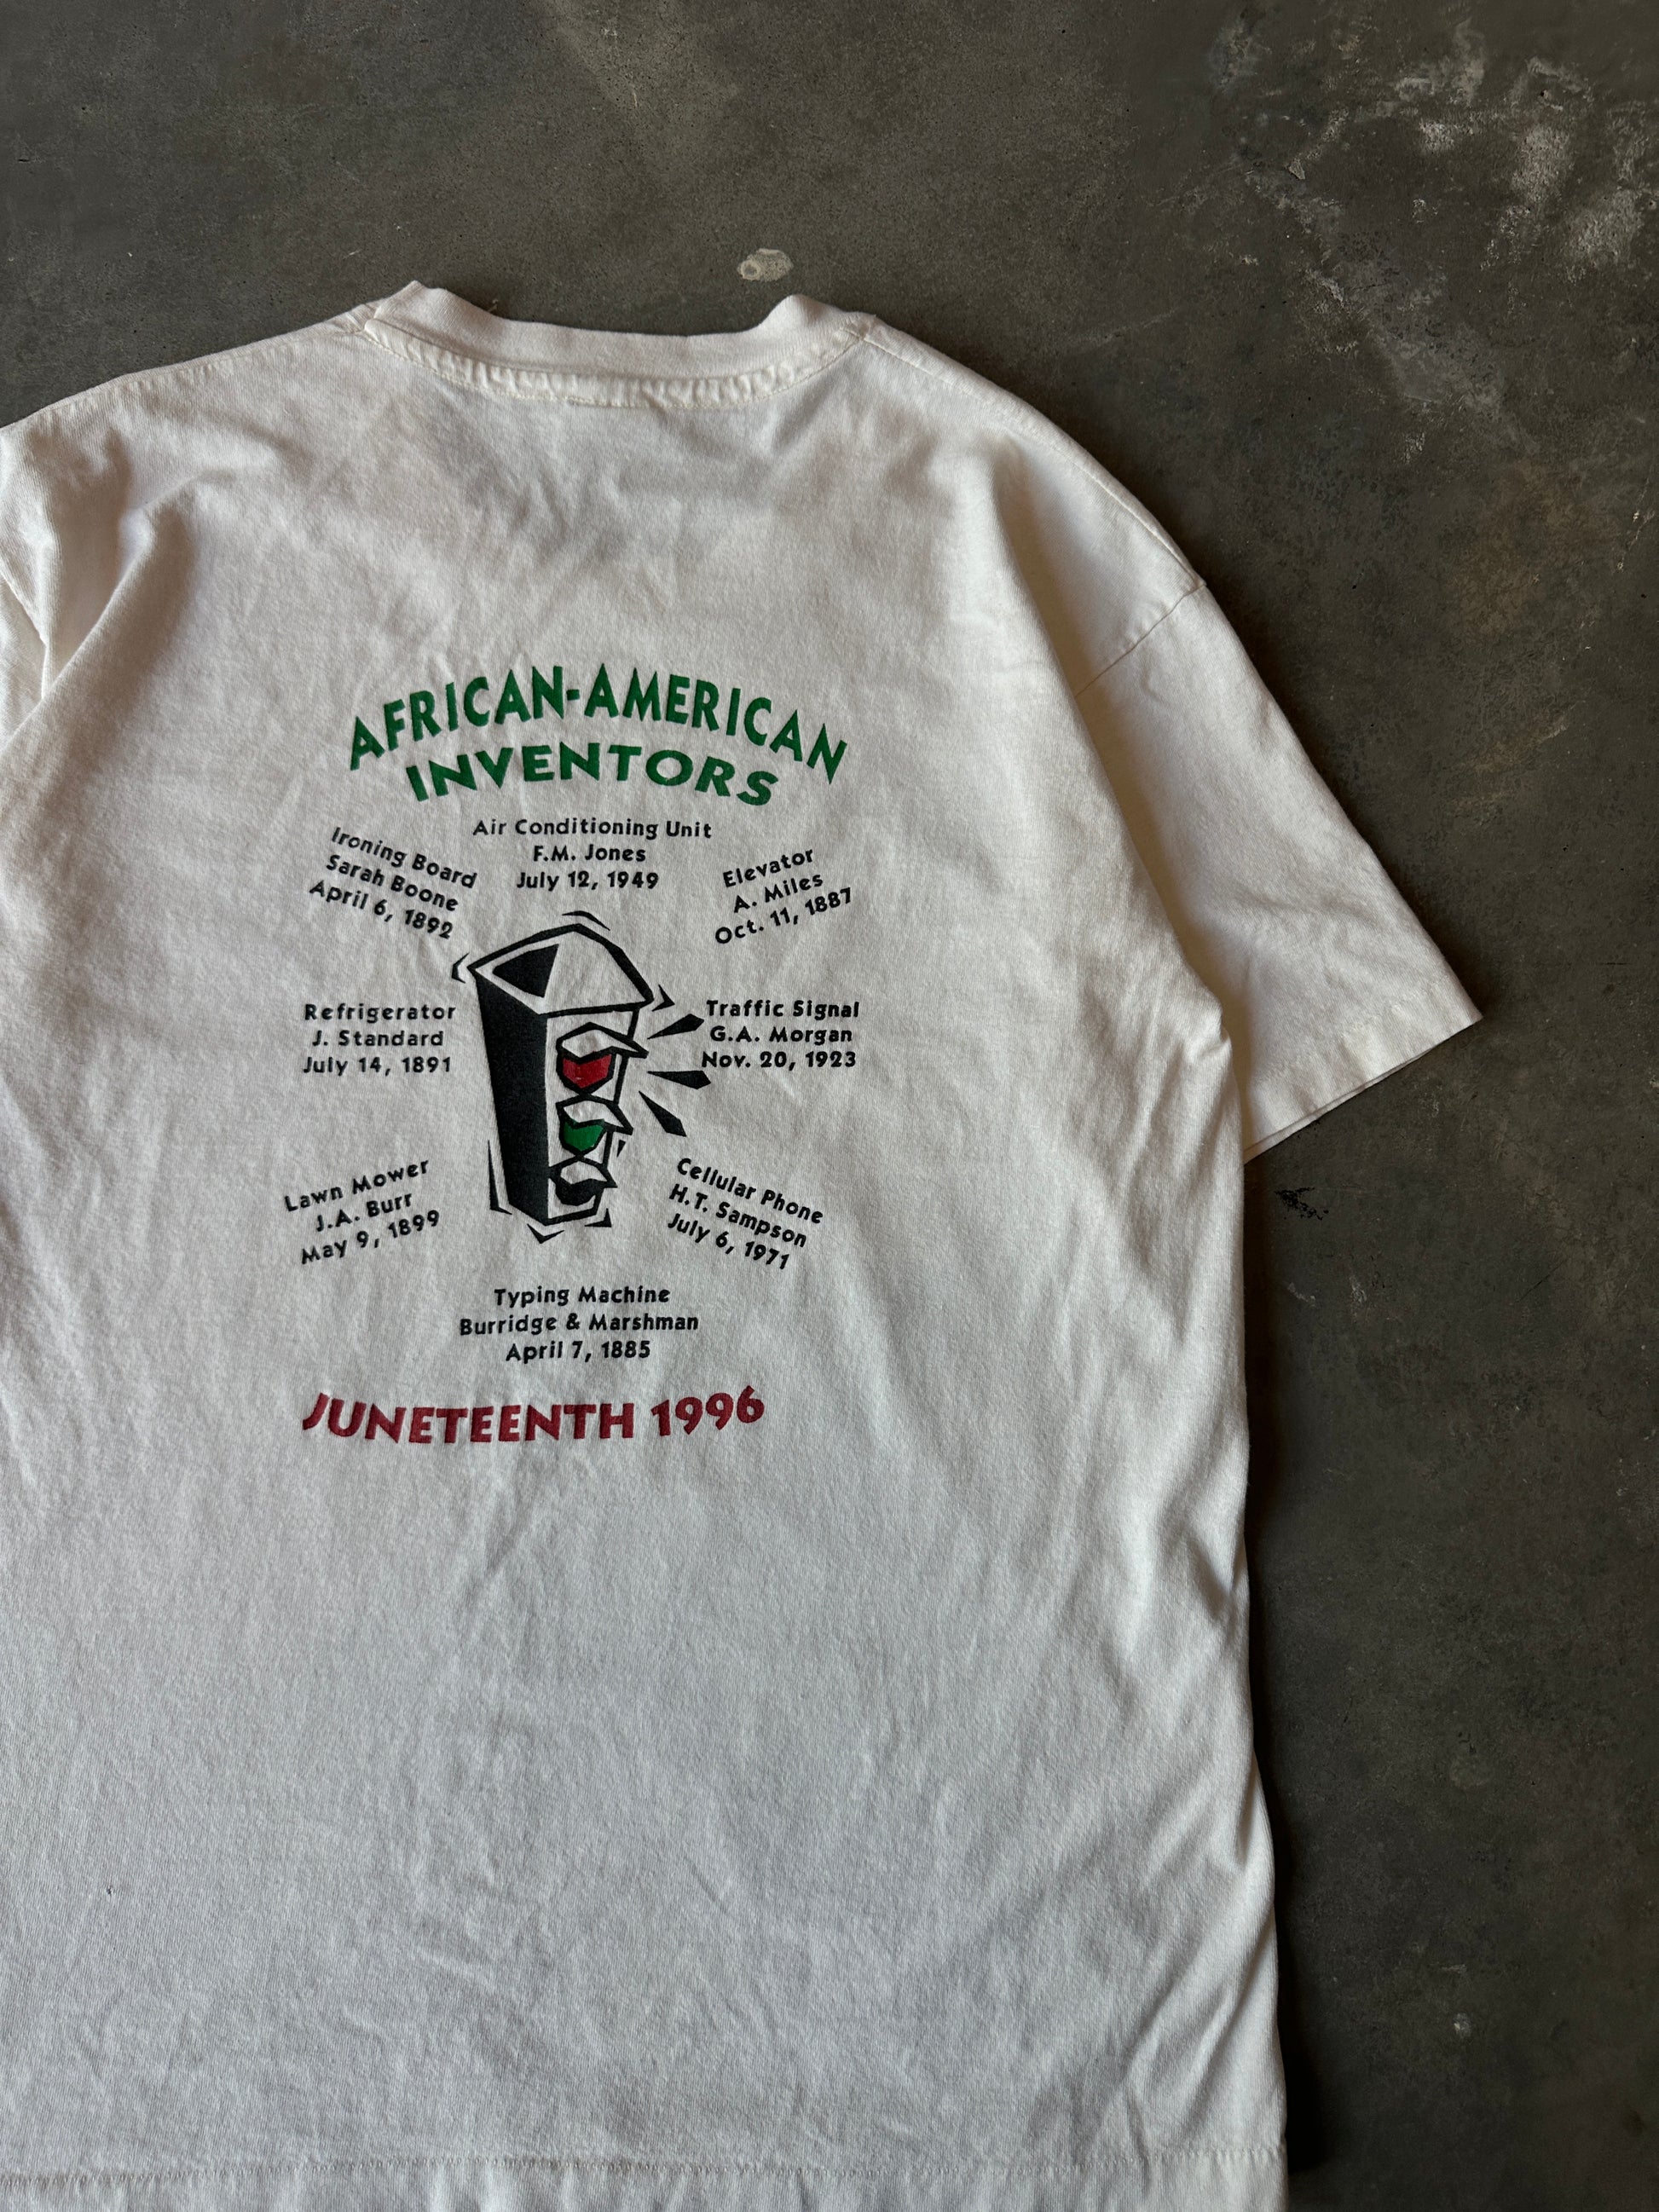 AFRICAN-AMERICAN
INVENTORS
Air Conditioning Unit
F.M. Jones
July 12, 1949
Ironing Board
Sarah Boone
April 6, 1892
Elevator
A. Miles
Oct. 11, 1887
Refrigerator
J. Standard
July 14, 1891
Traffic Signal
G.A. Morgan
Nov. 20, 1923
Lawn Mower
J.A. Burr
May 9, 1899
Cellular Phone
H.T. Sampson
July 6, 1971
Typing Machine
Burridge & Marshman
April 7, 1885
JUNETEENTH 1996